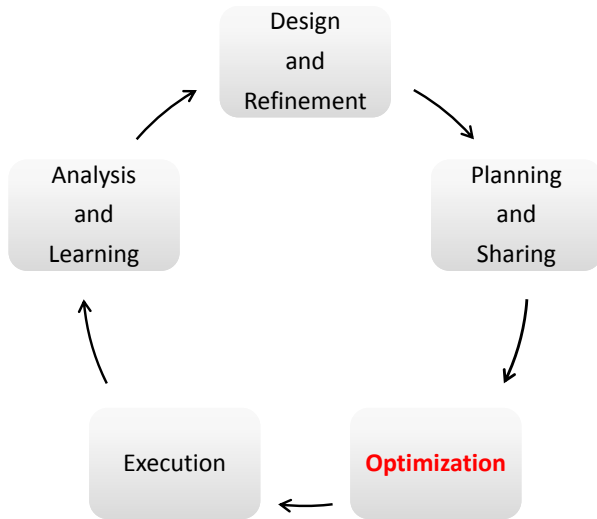 Design
and
Refinement
Analysis
and
Learning
Planning
and
Sharing
Execution
Optimization